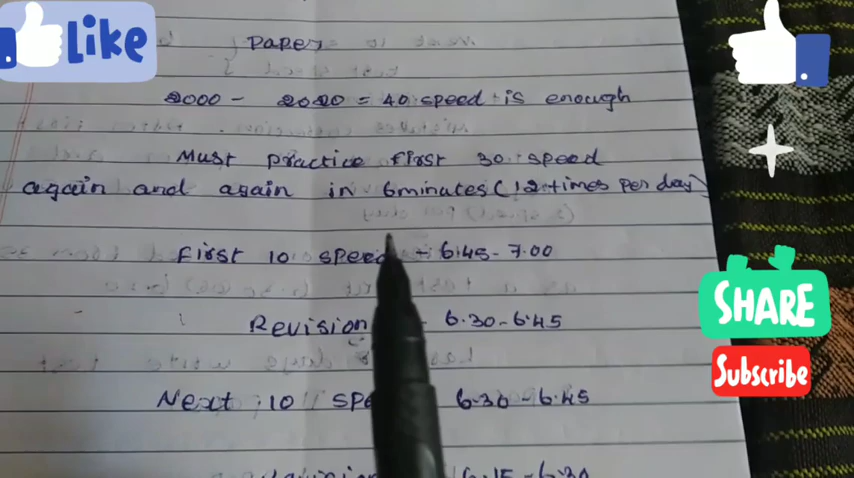 Like
Paper
2000 - 2020 = 40 speed is enough
Must practice first 30 speed
again and again in 6 minutes (12 times per day)
First 10 speed - 6.45 - 7.00
Revision - 6.30 - 6.45
Next 10 6.30 - 6.45
6.15 - 6.30
SHARE
Subscribe